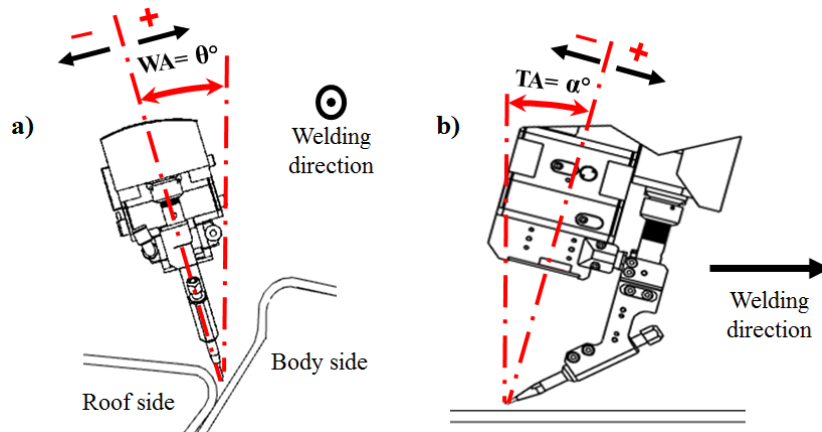 a)
− +
WA= θ°
Welding
direction
Roof side
Body side
b)
− +
TA= α°
Welding
direction